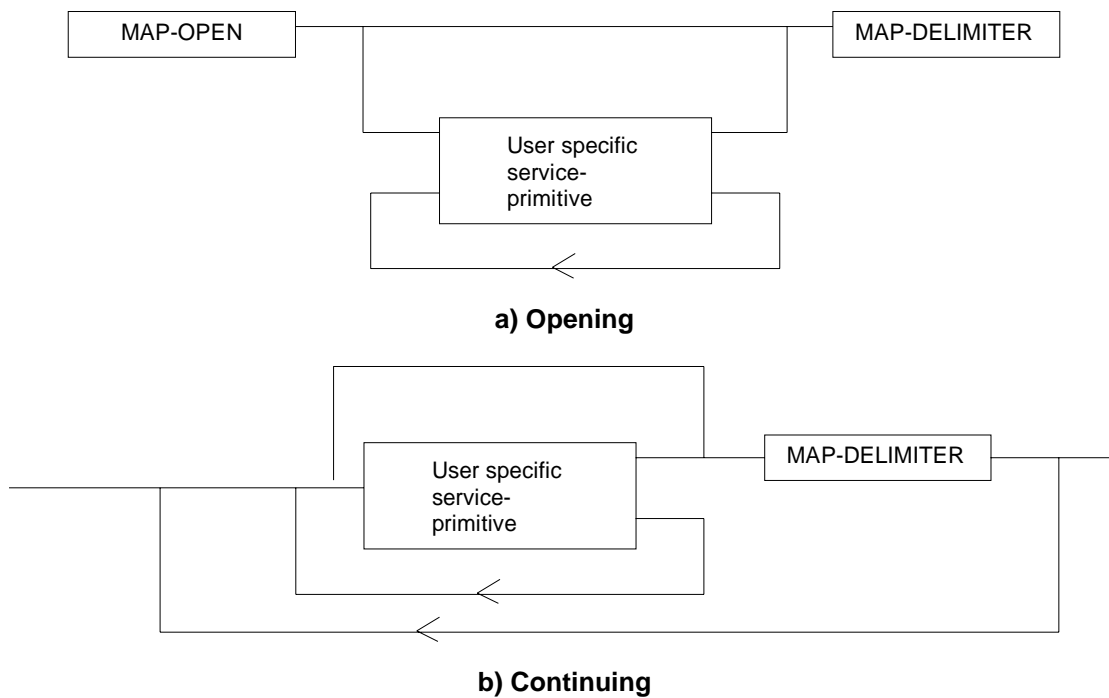 MAP-OPEN
MAP-DELIMITER
User specific
service-
primitive
a) Opening
User specific
service-
primitive
MAP-DELIMITER
b) Continuing